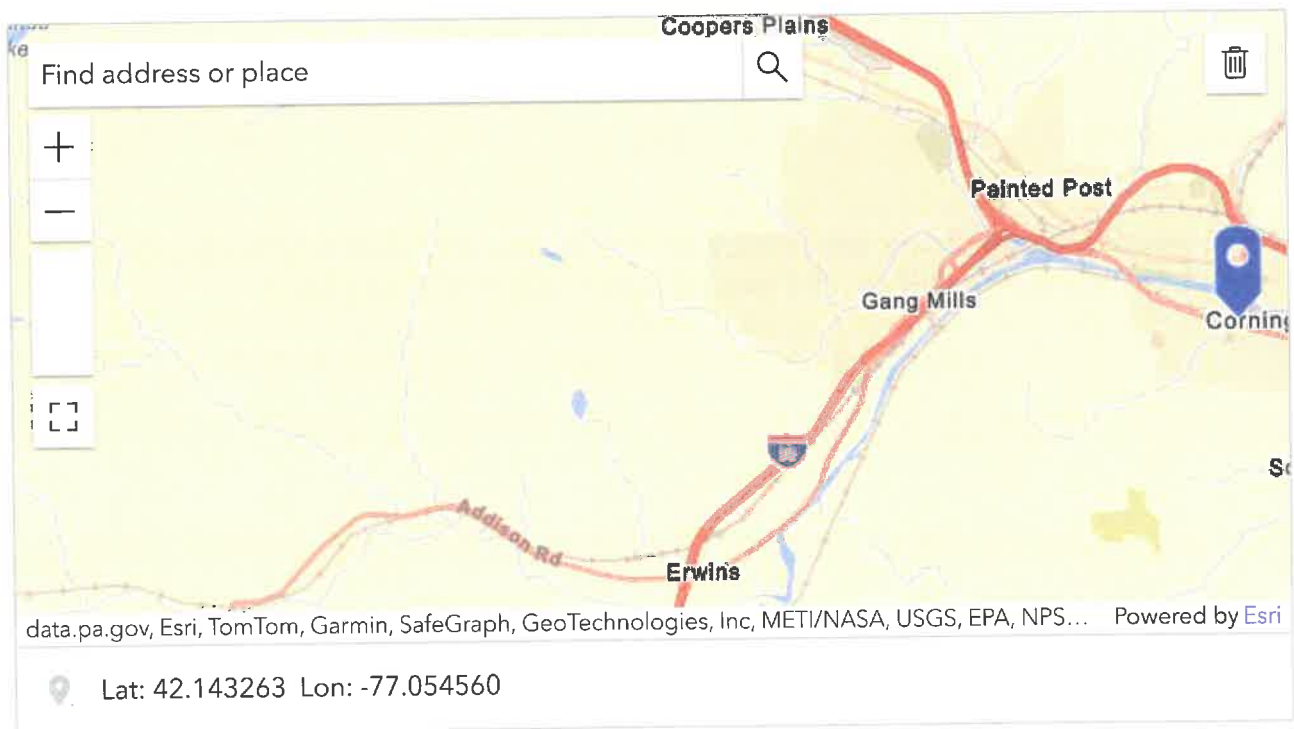 Coopers Plains
Find address or place
Painted Post
Gang Mills
Corning
Addison Rd
Erwins
data.pa.gov, Esri, TomTom, Garmin, SafeGraph, GeoTechnologies, Inc, METI/NASA, USGS, EPA, NPS... Powered by Esri
Lat: 42.143263 Lon: -77.054560